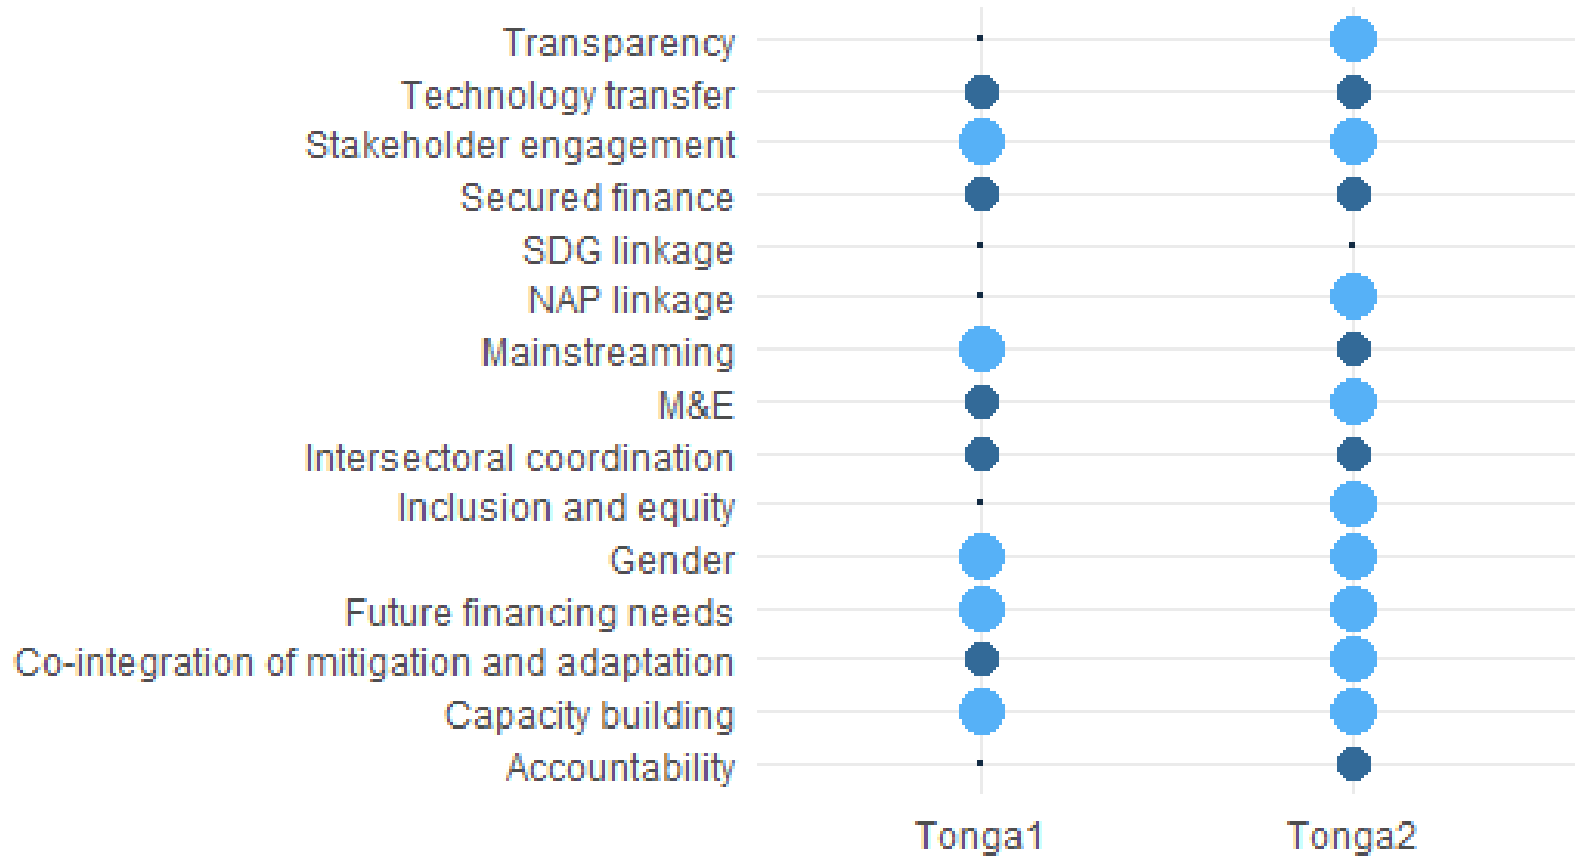 Transparency
Technology transfer
Stakeholder engagement
Secured finance
SDG linkage
NAP linkage
Mainstreaming
M&E
Intersectoral coordination
Inclusion and equity
Gender
Future financing needs
Co-integration of mitigation and adaptation
Capacity building
Accountability
Tonga1 Tonga2